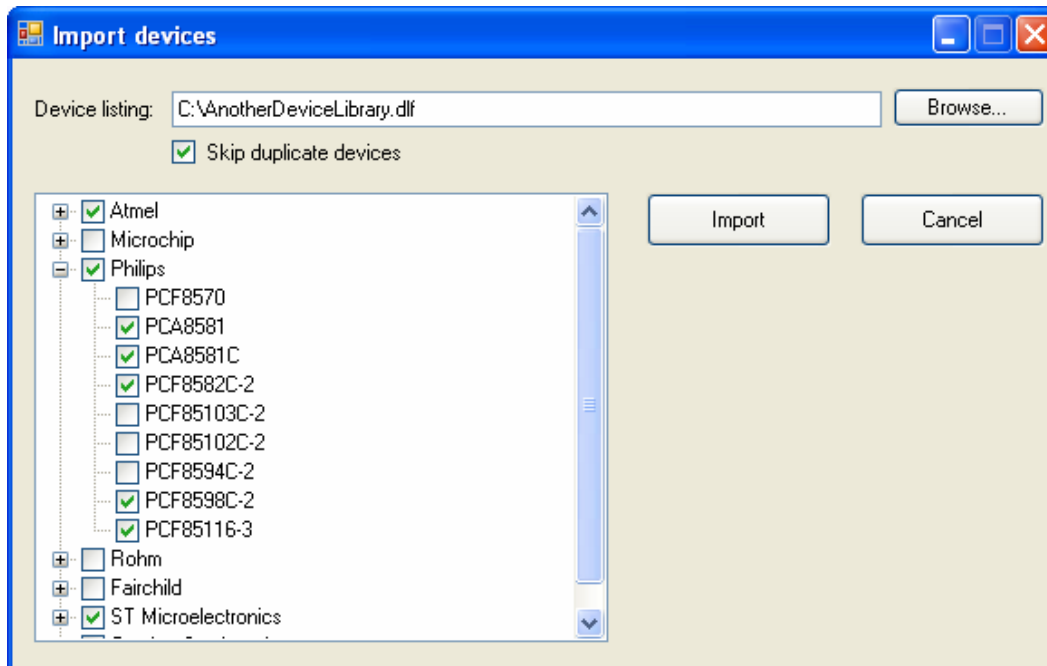 Import devices
Device listing: C:\AnotherDeviceLibrary.dlf Browse...
Skip duplicate devices
Atmel
Microchip
Philips
PCF8570
PCA8581
PCA8581C
PCF8582C-2
PCF85103C-2
PCF85102C-2
PCF8594C-2
PCF8598C-2
PCF85116-3
Rohm
Fairchild
ST Microelectronics
Import Cancel